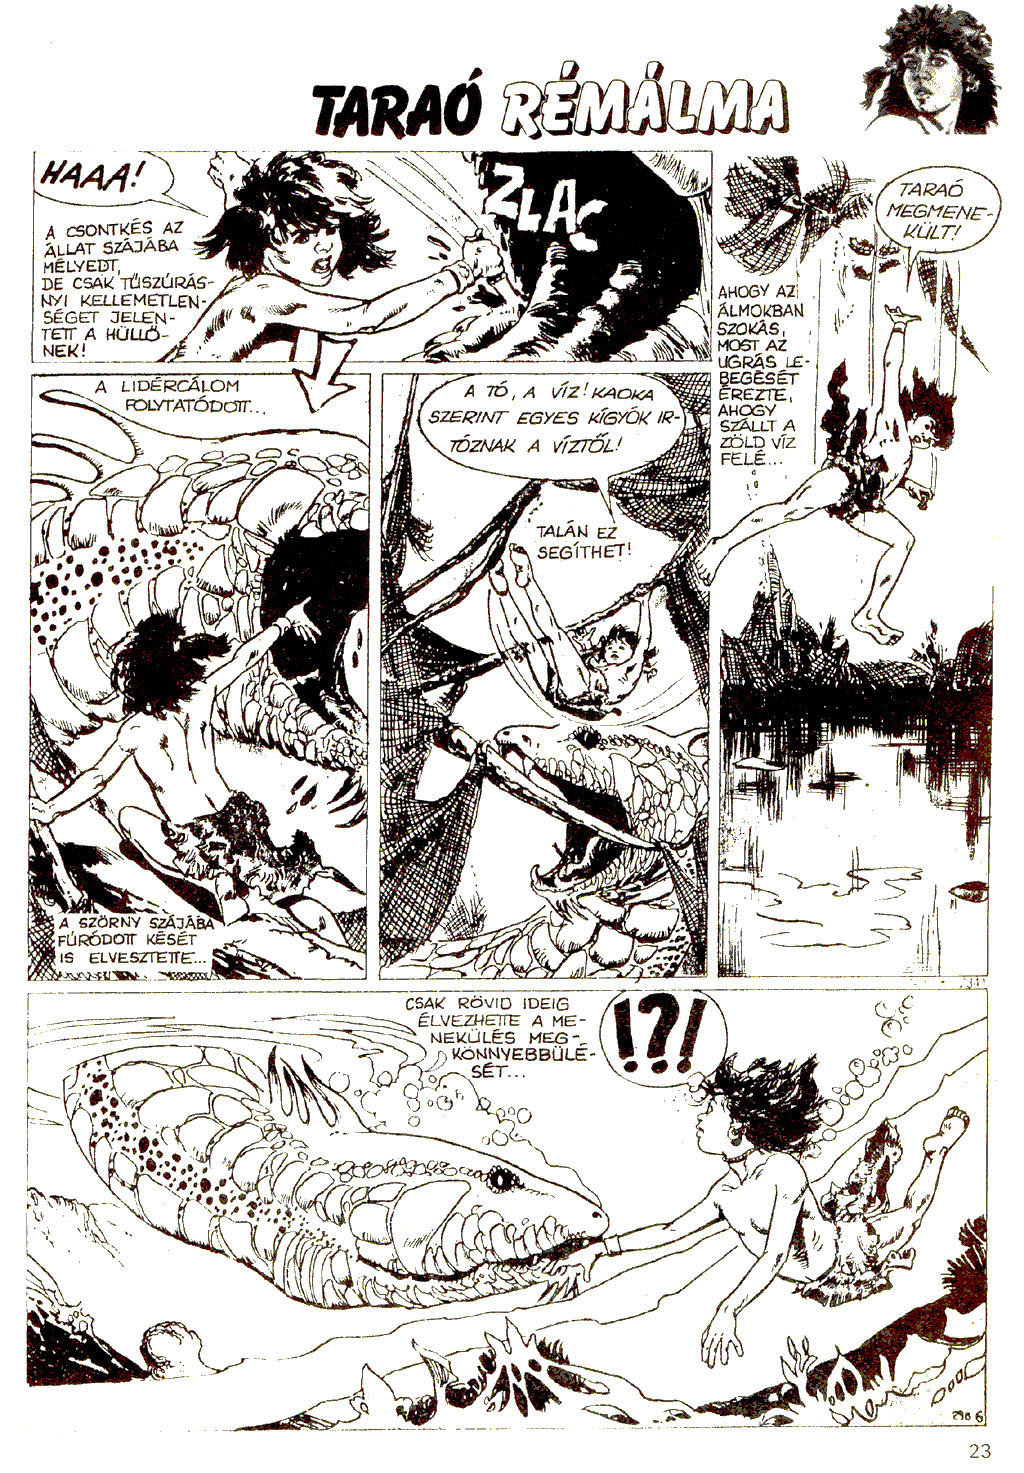 TARAÓ RÉMÁLMA
HAAA!
A CSONTKÉS AZ
ÁLLAT SZÁJÁBA
MÉLYEDT,
DE CSAK TŰSZÚRÁS-
NYI KELLEMETLEN-
SÉGET JELEN-
TETT A HÜLLŐ-
NEK!
ZLAC
A LIDÉRCÁLOM
FOLYTATÓDOTT...
A SZÖRNY SZÁJÁBA
FÚRÓDOTT KÉSÉT
IS ELVESZTETTE...
A TÓ, A VÍZ! KAOKA
SZERINT EGYES KÍGYÓK IR-
TÓZNAK A VÍZTŐL!
TALÁN EZ
SEGÍTHET!
TARAÓ
MEGMENE-
KÜLT!
AHOGY AZ
ÁLMOKBAN
SZOKÁS,
MOST AZ
UGRÁS LE-
BEGÉSÉT
ÉREZTE,
AHOGY
SZÁLLT A
ZÖLD VÍZ
FELÉ...
CSAK RÖVID IDEIG
ÉLVEZHETTE A ME-
NEKÜLÉS MEG-
KÖNNYEBBÜLÉ-
SÉT...
!?!
23